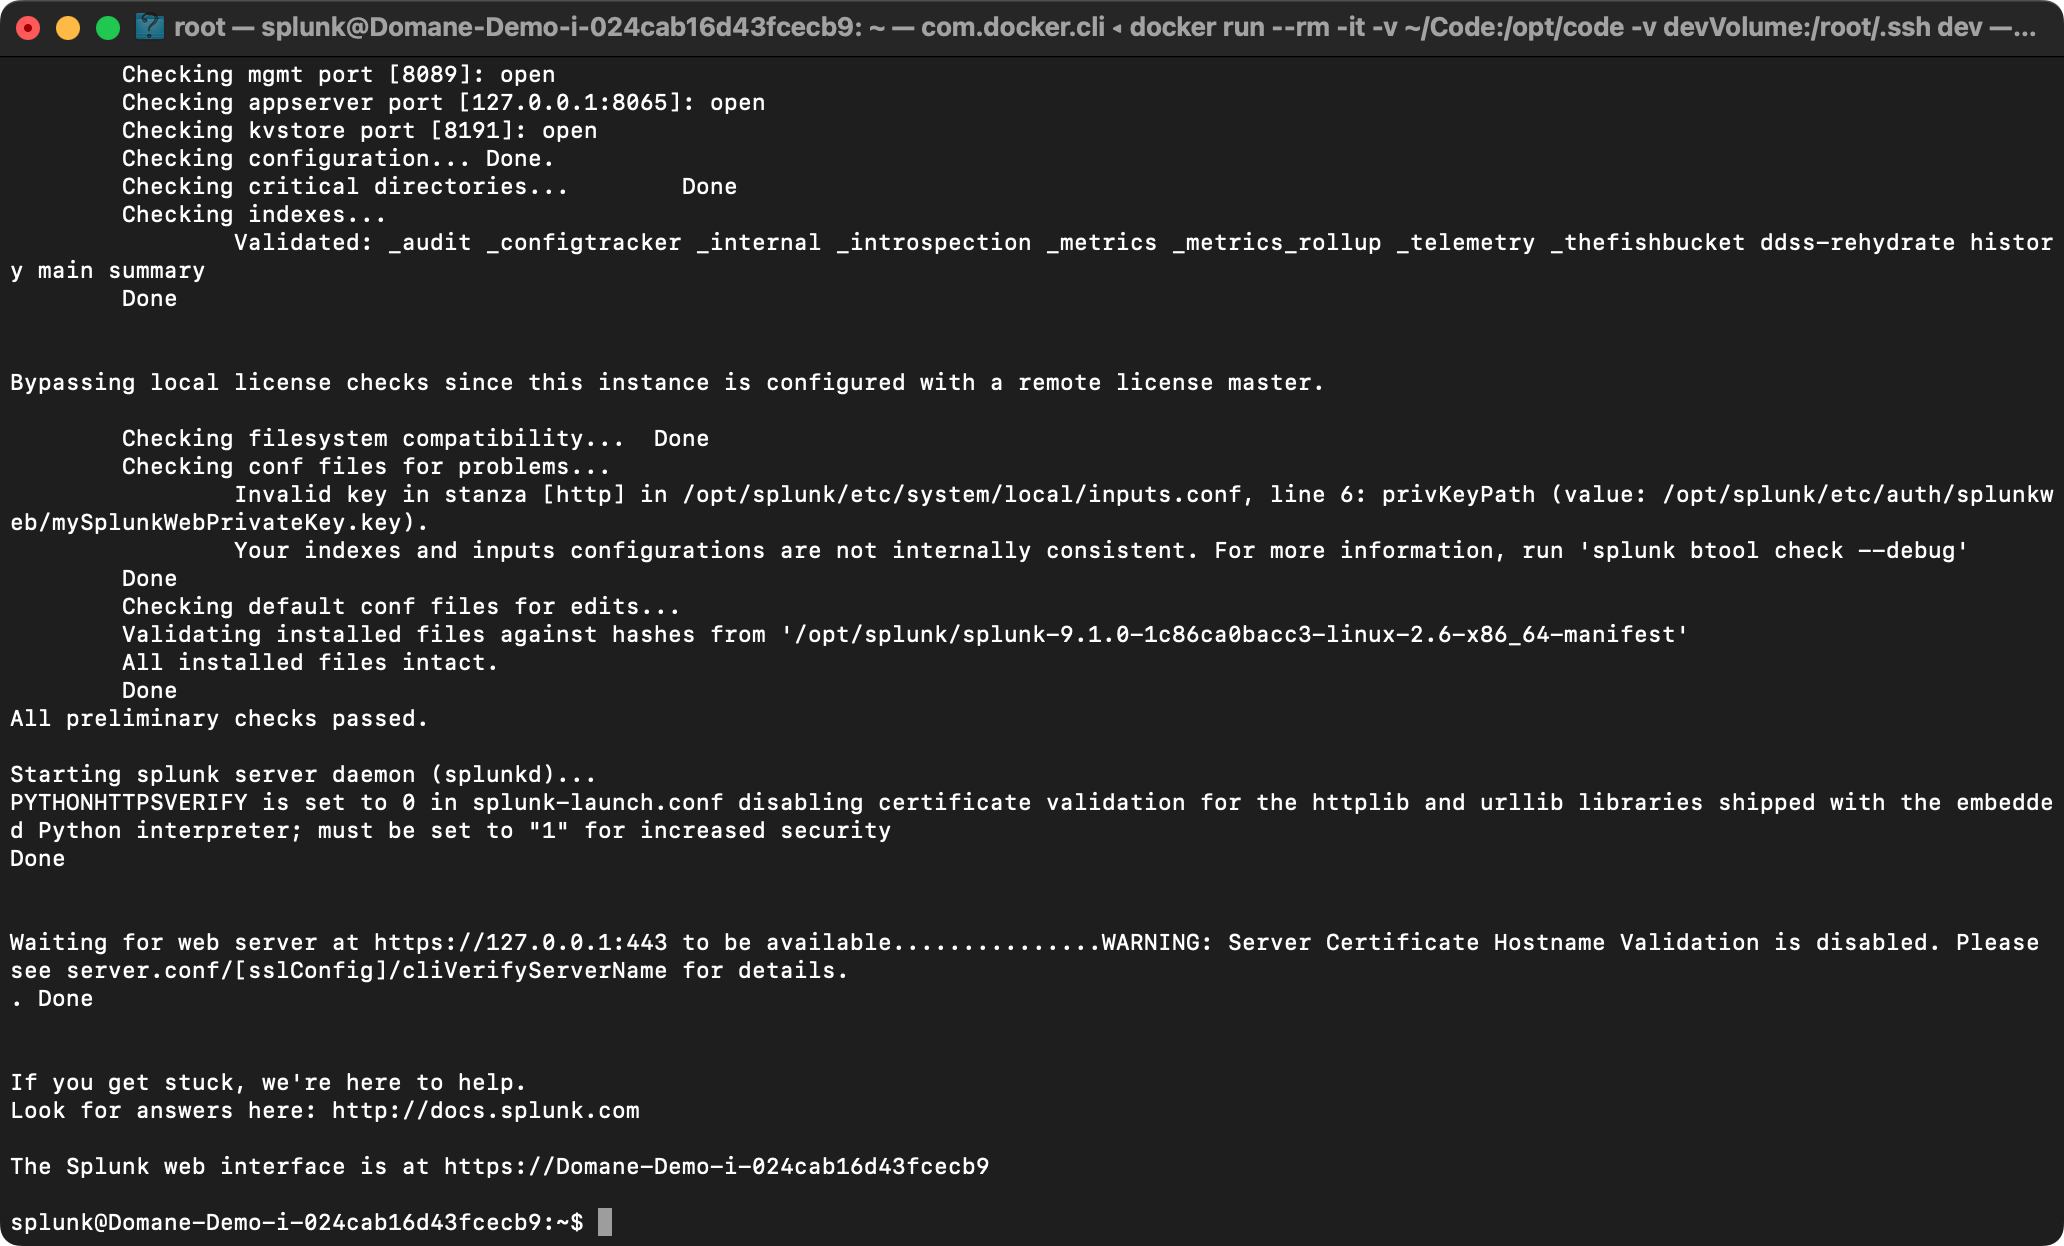 root — splunk@Domane-Demo-i-024cab16d43fcecb9: ~ — com.docker.cli ◂ docker run --rm -it -v ~/Code:/opt/code -v devVolume:/root/.ssh dev —...
Checking mgmt port [8089]: open
Checking appserver port [127.0.0.1:8065]: open
Checking kvstore port [8191]: open
Checking configuration... Done.
Checking critical directories...        Done
Checking indexes...
Validated: _audit _configtracker _internal _introspection _metrics _metrics_rollup _telemetry _thefishbucket ddss-rehydrate histor
y main summary
Done
Bypassing local license checks since this instance is configured with a remote license master.
Checking filesystem compatibility...  Done
Checking conf files for problems...
Invalid key in stanza [http] in /opt/splunk/etc/system/local/inputs.conf, line 6: privKeyPath (value: /opt/splunk/etc/auth/splunkw
eb/mySplunkWebPrivateKey.key).
Your indexes and inputs configurations are not internally consistent. For more information, run 'splunk btool check --debug'
Done
Checking default conf files for edits...
Validating installed files against hashes from '/opt/splunk/splunk-9.1.0-1c86ca0bacc3-linux-2.6-x86_64-manifest'
All installed files intact.
Done
All preliminary checks passed.
Starting splunk server daemon (splunkd)...
PYTHONHTTPSVERIFY is set to 0 in splunk-launch.conf disabling certificate validation for the httplib and urllib libraries shipped with the embedde
d Python interpreter; must be set to "1" for increased security
Done
Waiting for web server at https://127.0.0.1:443 to be available...............WARNING: Server Certificate Hostname Validation is disabled. Please
see server.conf/[sslConfig]/cliVerifyServerName for details.
. Done
If you get stuck, we're here to help.
Look for answers here: http://docs.splunk.com
The Splunk web interface is at https://Domane-Demo-i-024cab16d43fcecb9
splunk@Domane-Demo-i-024cab16d43fcecb9:~$